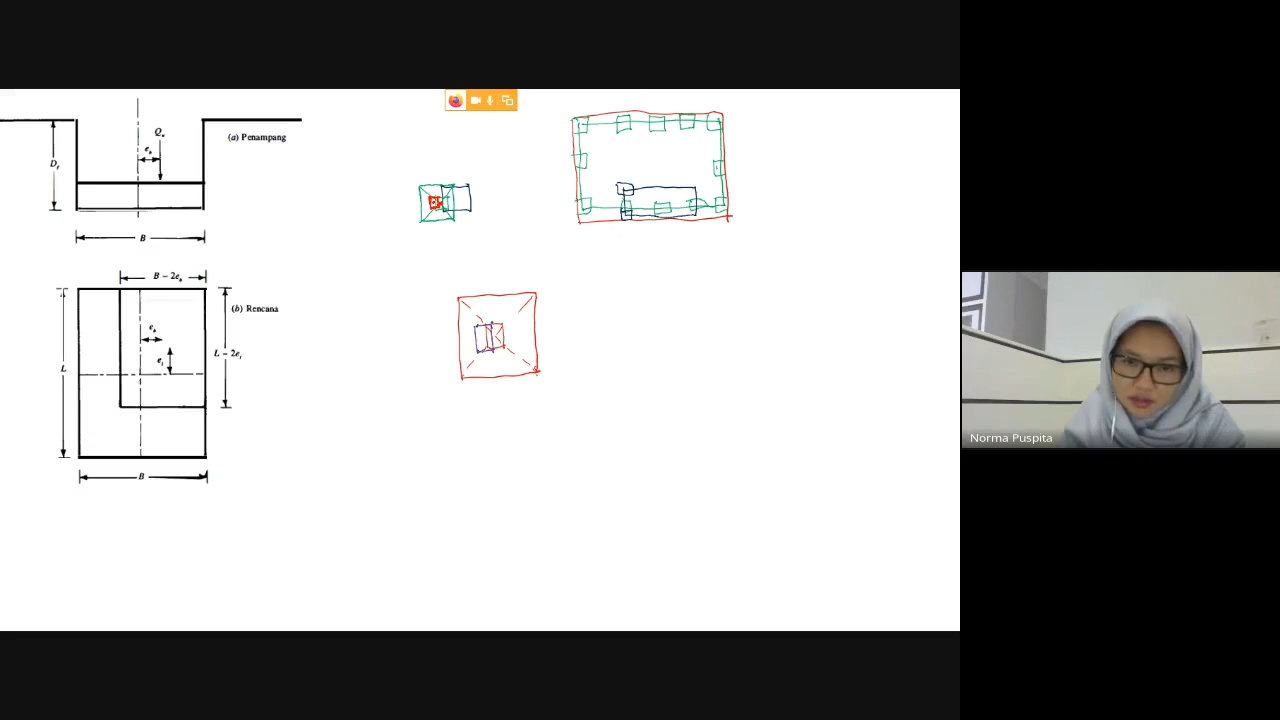 Qu
eb
(a) Penampang
Df
B
B – 2eb
(b) Rencana
eb
el
L – 2el
L
B
Norma Puspita